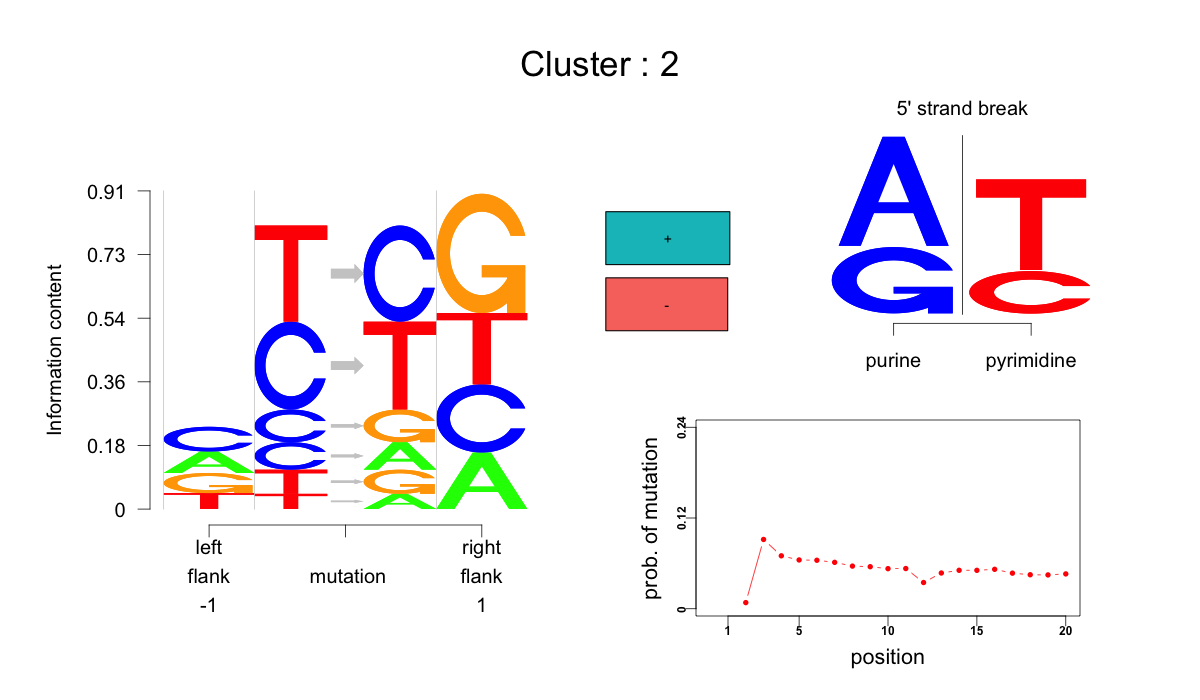 Cluster : 2
Information content
0.91
0.73
0.54
0.36
0.18
0
C
A
G
T
T
C
C
C
T
T
C
T
G
A
G
A
G
T
C
A
left
flank
-1
mutation
right
flank
1
+
-
5' strand break
A
G
T
C
purine
pyrimidine
prob. of mutation
0.24
0.12
0
1
5
10
15
20
position